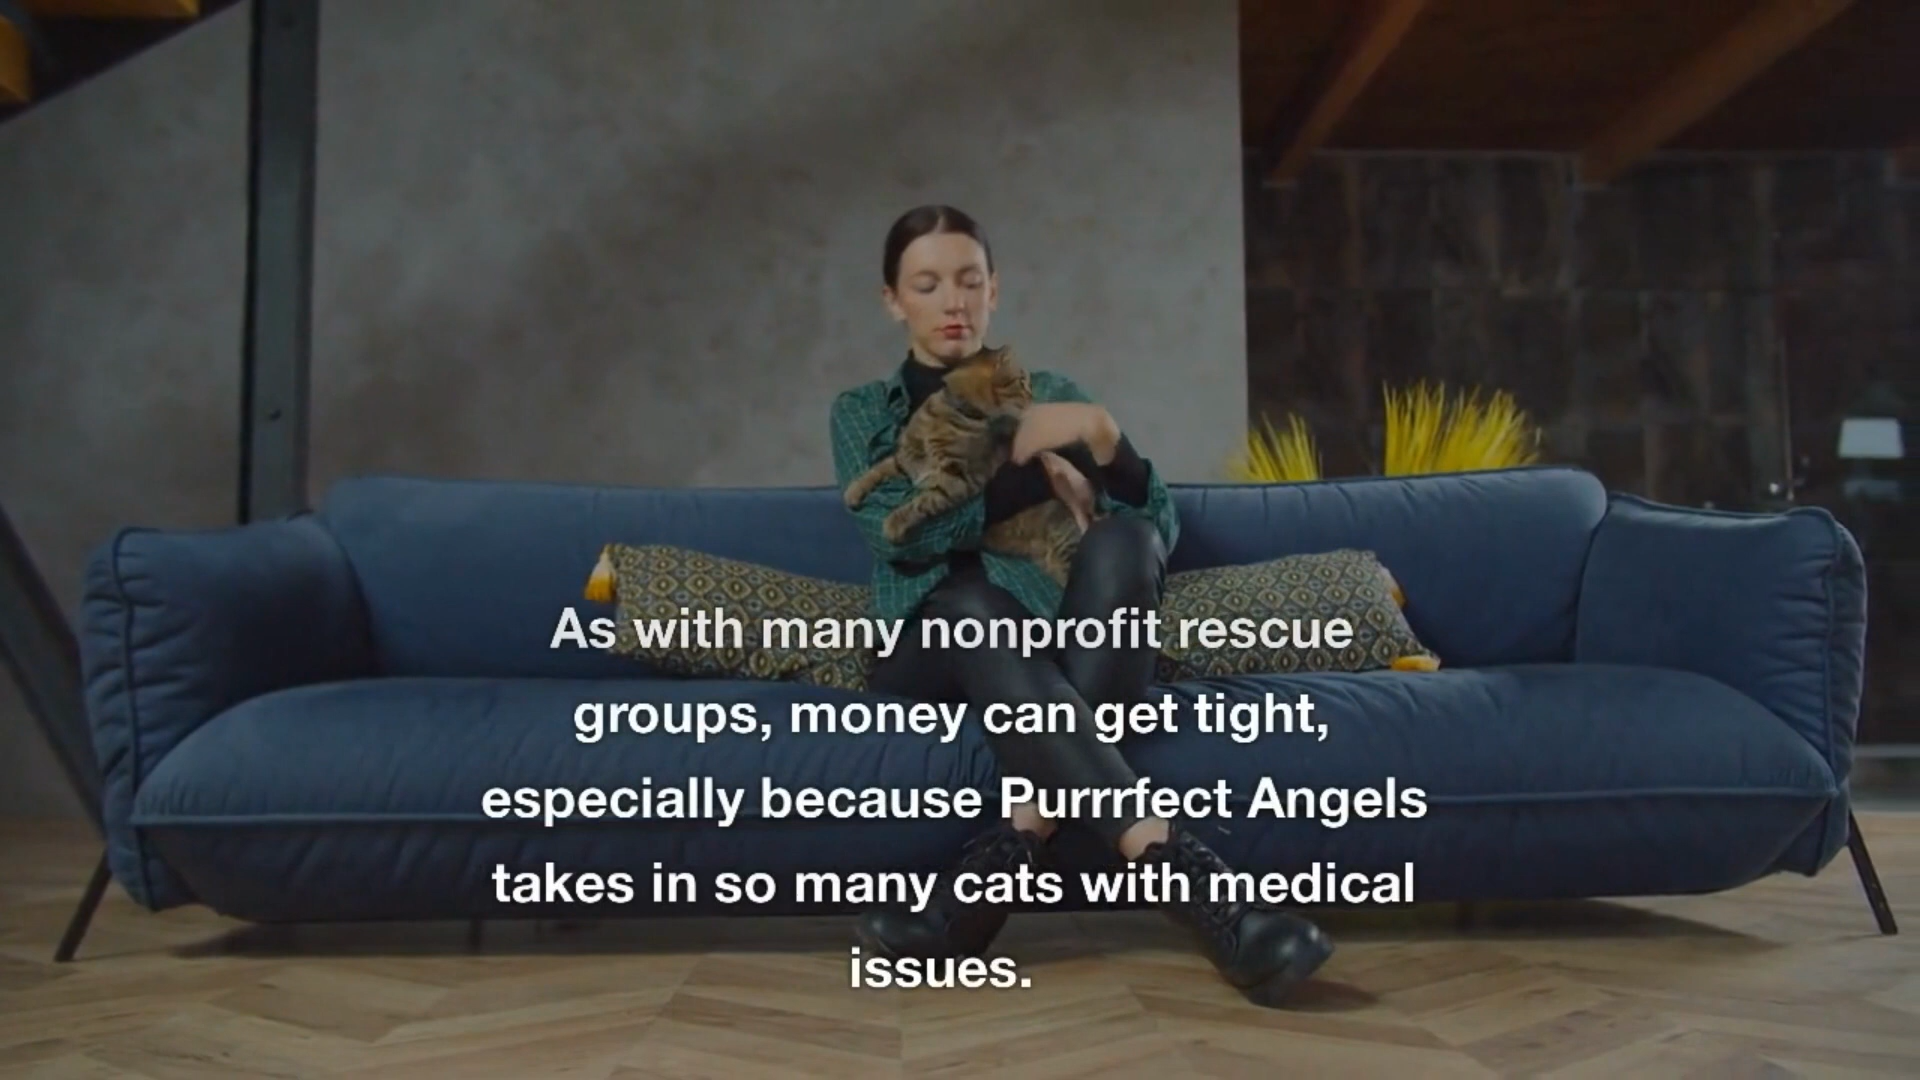 As with many nonprofit rescue
groups, money can get tight,
especially because Purrrfect Angels
takes in so many cats with medical
issues.